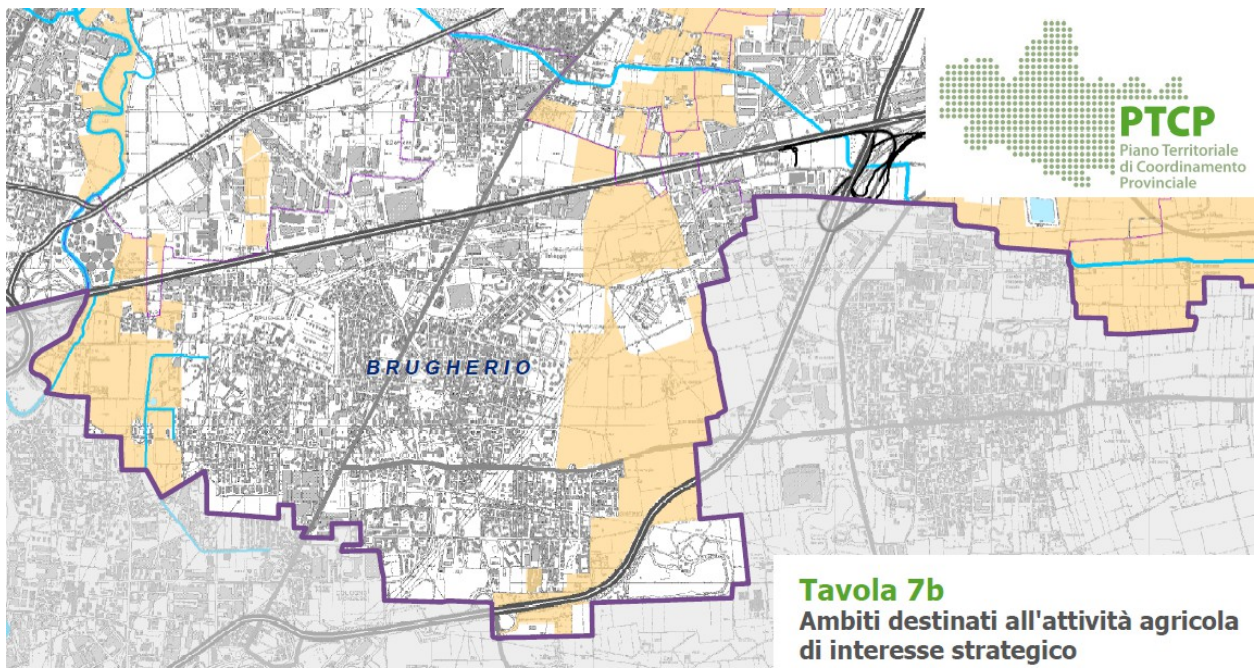 PTCP
Piano Territoriale
di Coordinamento
Provinciale
BRUGHERIO
Tavola 7b
Ambiti destinati all'attività agricola
di interesse strategico